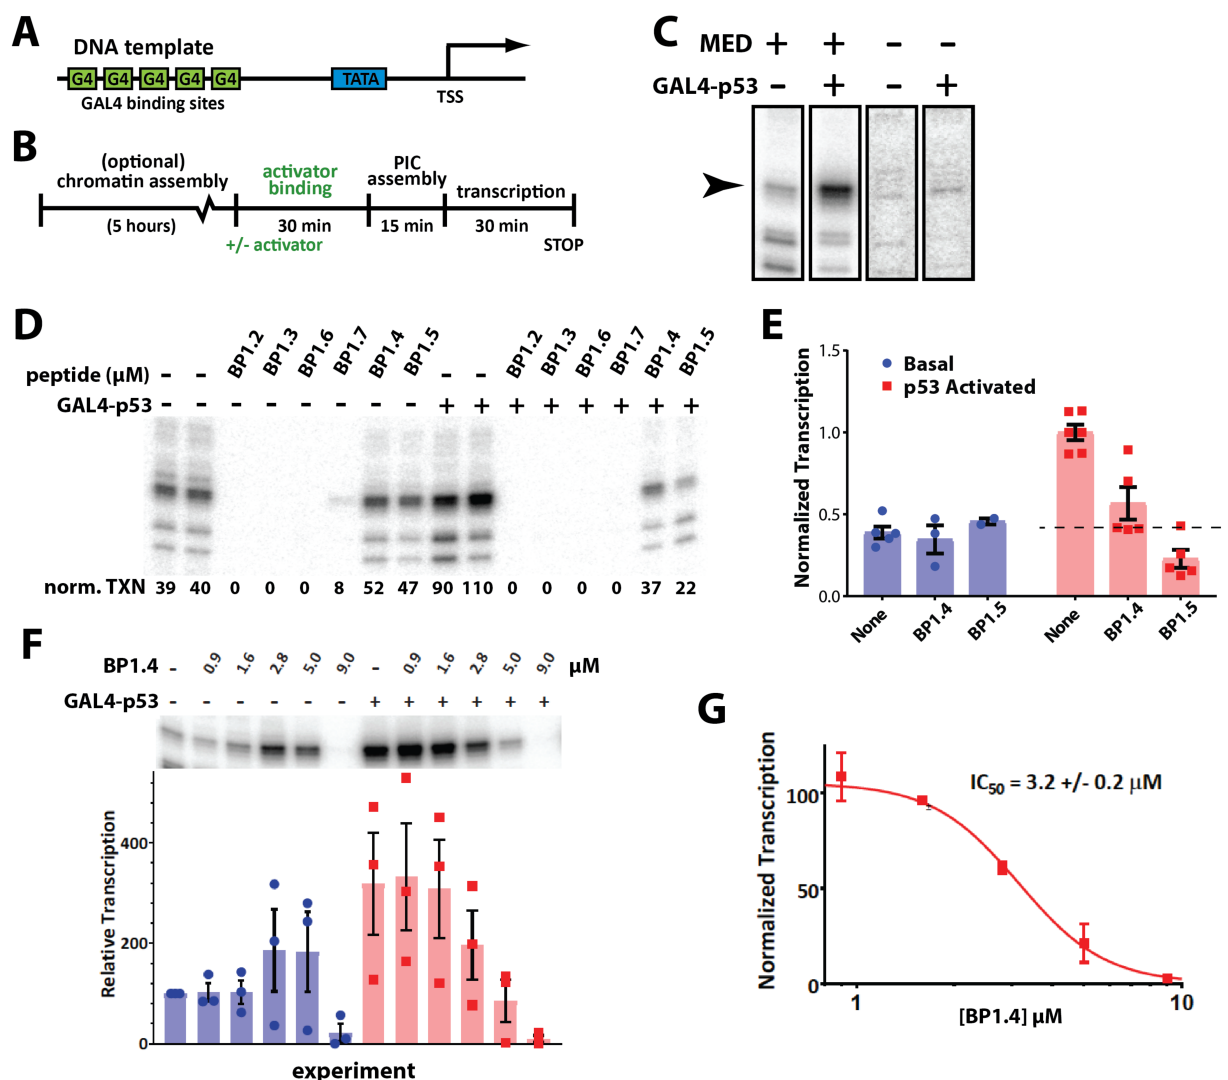 A
DNA template
G4 G4 G4 G4 G4
TATA
GAL4 binding sites
TSS
B
(optional)
chromatin assembly
activator
binding
PIC
assembly
transcription
(5 hours)
30 min
15 min
30 min
+/- activator
STOP
C
MED + + - -
GAL4-p53 - + - +
D
BP1.2 BP1.3 BP1.6 BP1.7 BP1.4 BP1.5 BP1.2 BP1.3 BP1.6 BP1.7 BP1.4 BP1.5
peptide (µM) - - - -
GAL4-p53 - - - - - - - - + + + + + + + +
norm. TXN 39 40 0 0 0 8 52 47 90 110 0 0 0 0 37 22
E
Normalized Transcription
1.5
1.0
0.5
0.0
Basal
p53 Activated
None BP1.4 BP1.5 None BP1.4 BP1.5
F
BP1.4 - 0.9 1.6 2.8 5.0 9.0 - 0.9 1.6 2.8 5.0 9.0 µM
GAL4-p53 - - - - - - + + + + + +
Relative Transcription
400
200
0
experiment
G
Normalized Transcription
100
50
0
IC50 = 3.2 +/- 0.2 µM
1 10
[BP1.4] µM